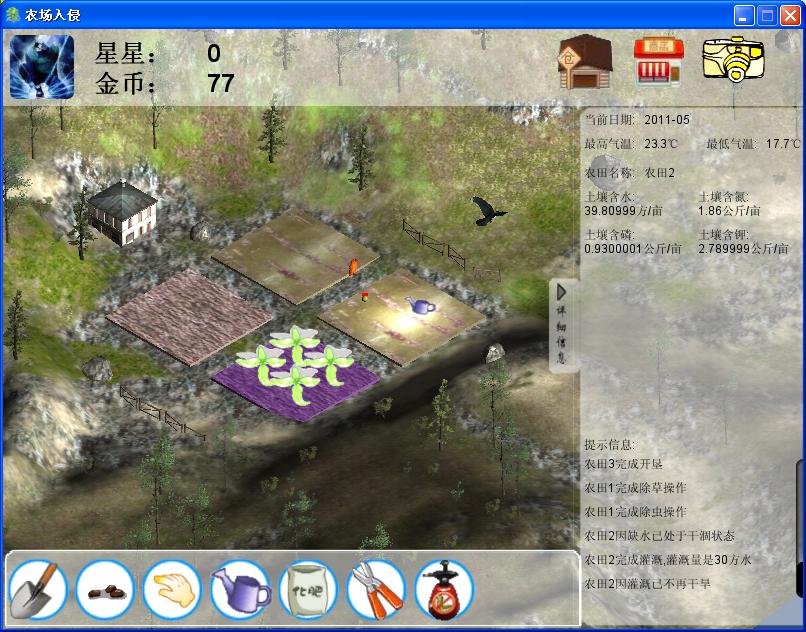 农场入侵
星星： 0
金币： 77
当前日期: 2011-05
最高气温: 23.3℃ 最低气温: 17.7℃
农田名称: 农田2
土壤含水: 土壤含氮:
39.80999方/亩 1.86公斤/亩
土壤含磷: 土壤含钾:
0.9300001公斤/亩 2.789999公斤/亩
详细信息
提示信息:
农田3完成开垦
农田1完成除草操作
农田1完成除虫操作
农田2因缺水已处于干涸状态
农田2完成灌溉,灌溉量是30方水
农田2因灌溉已不再干旱
化肥